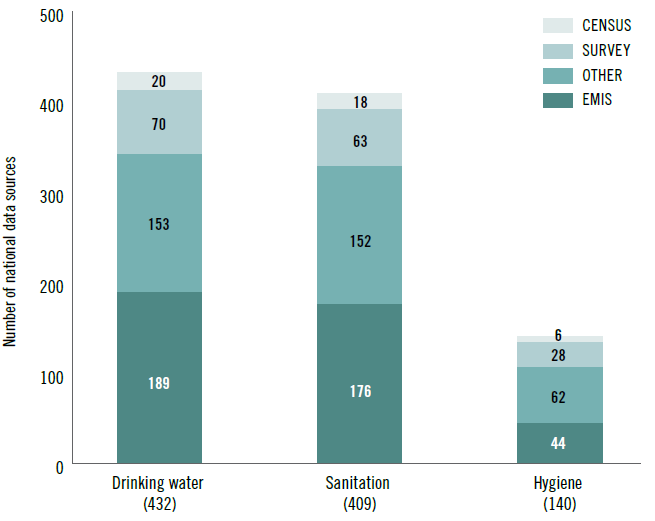 Number of national data sources
500
400
300
200
100
0
CENSUS
SURVEY
OTHER
EMIS
20
70
153
189
18
63
152
176
6
28
62
44
Drinking water
(432)
Sanitation
(409)
Hygiene
(140)